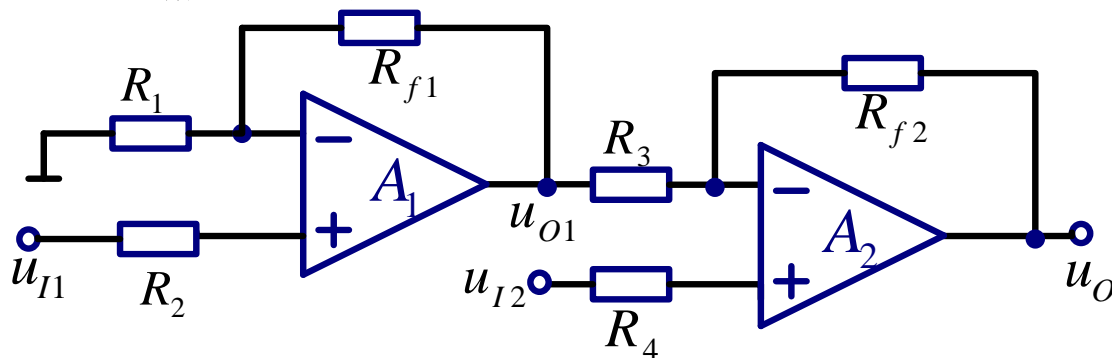 R_{f1}
R_1
R_{f2}
R_3
−
A_1
−
u_{O1}
A_2
+
u_{I1}
R_2
u_{I2}
+
u_O
R_4